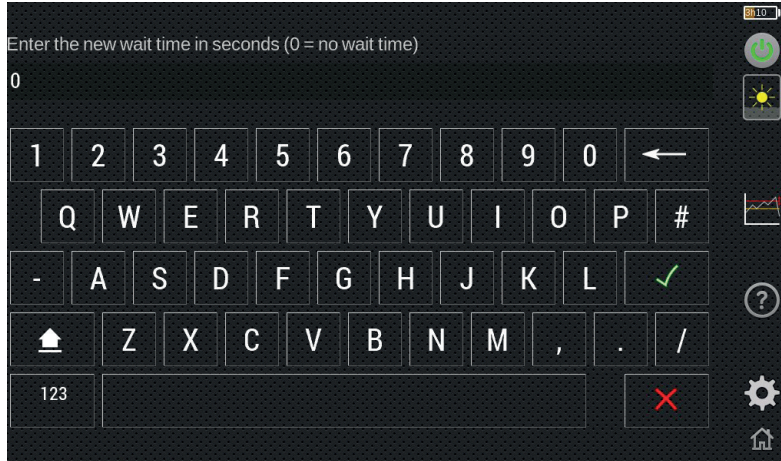 3h10
Enter the new wait time in seconds (0 = no wait time)
0
1 2 3 4 5 6 7 8 9 0
Q W E R T Y U I O P #
- A S D F G H J K L
Z X C V B N M , . /
?
123